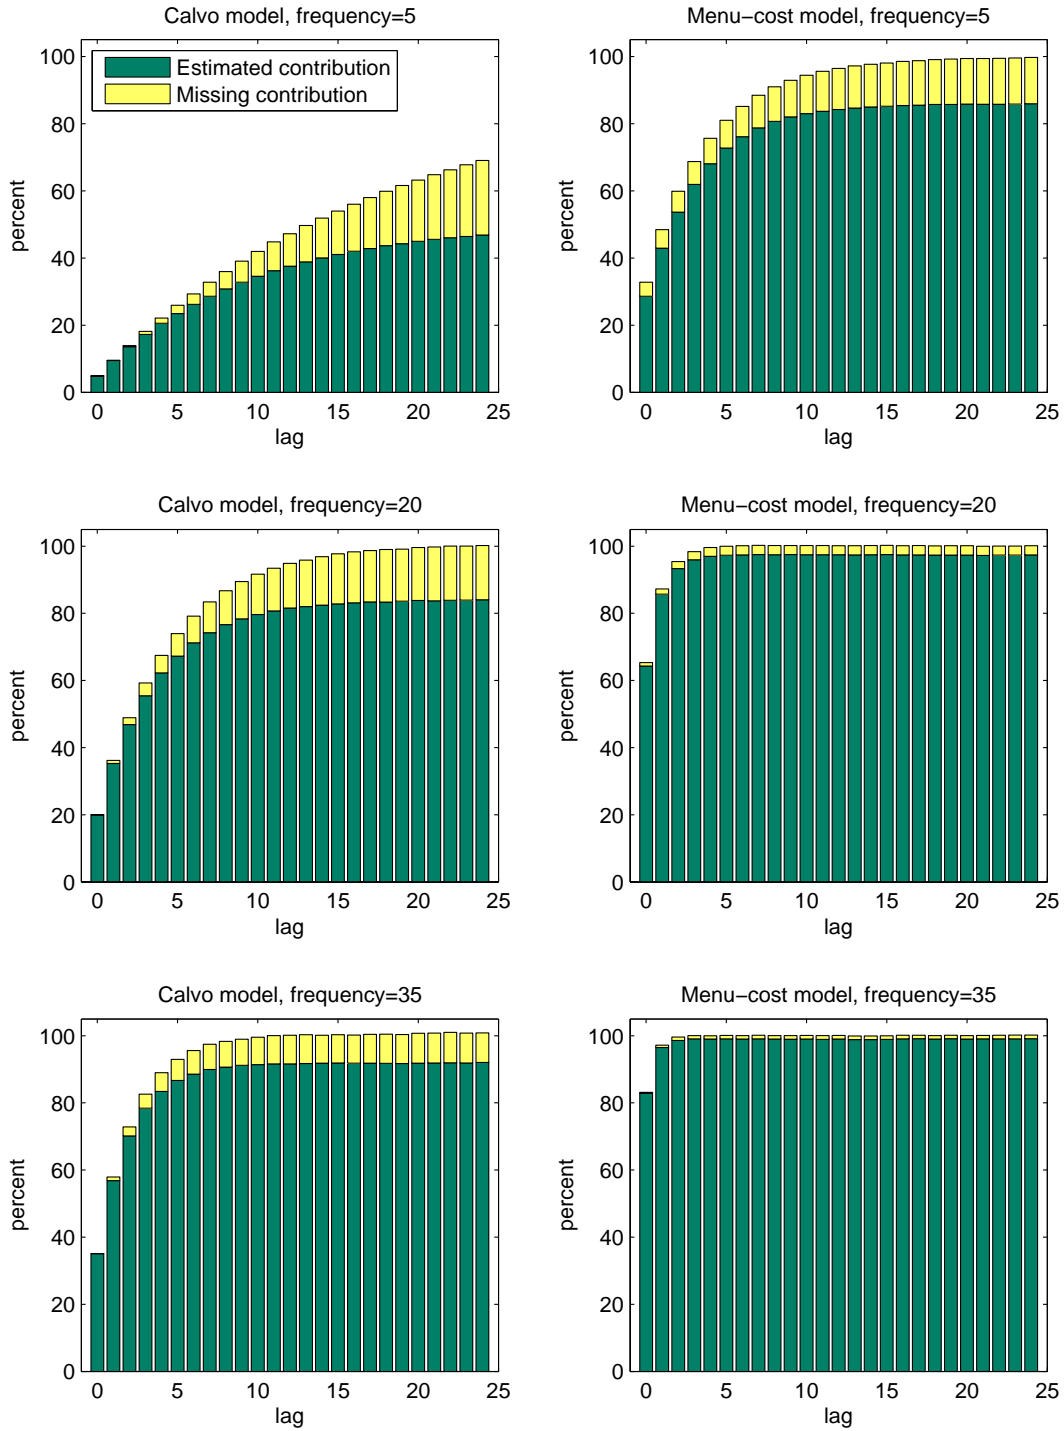 Calvo model, frequency=5
100
80
60
40
20
0
percent
Estimated contribution
Missing contribution
0 5 10 15 20 25
lag
Menu−cost model, frequency=5
100
80
60
40
20
0
percent
0 5 10 15 20 25
lag
Calvo model, frequency=20
100
80
60
40
20
0
percent
0 5 10 15 20 25
lag
Menu−cost model, frequency=20
100
80
60
40
20
0
percent
0 5 10 15 20 25
lag
Calvo model, frequency=35
100
80
60
40
20
0
percent
0 5 10 15 20 25
lag
Menu−cost model, frequency=35
100
80
60
40
20
0
percent
0 5 10 15 20 25
lag